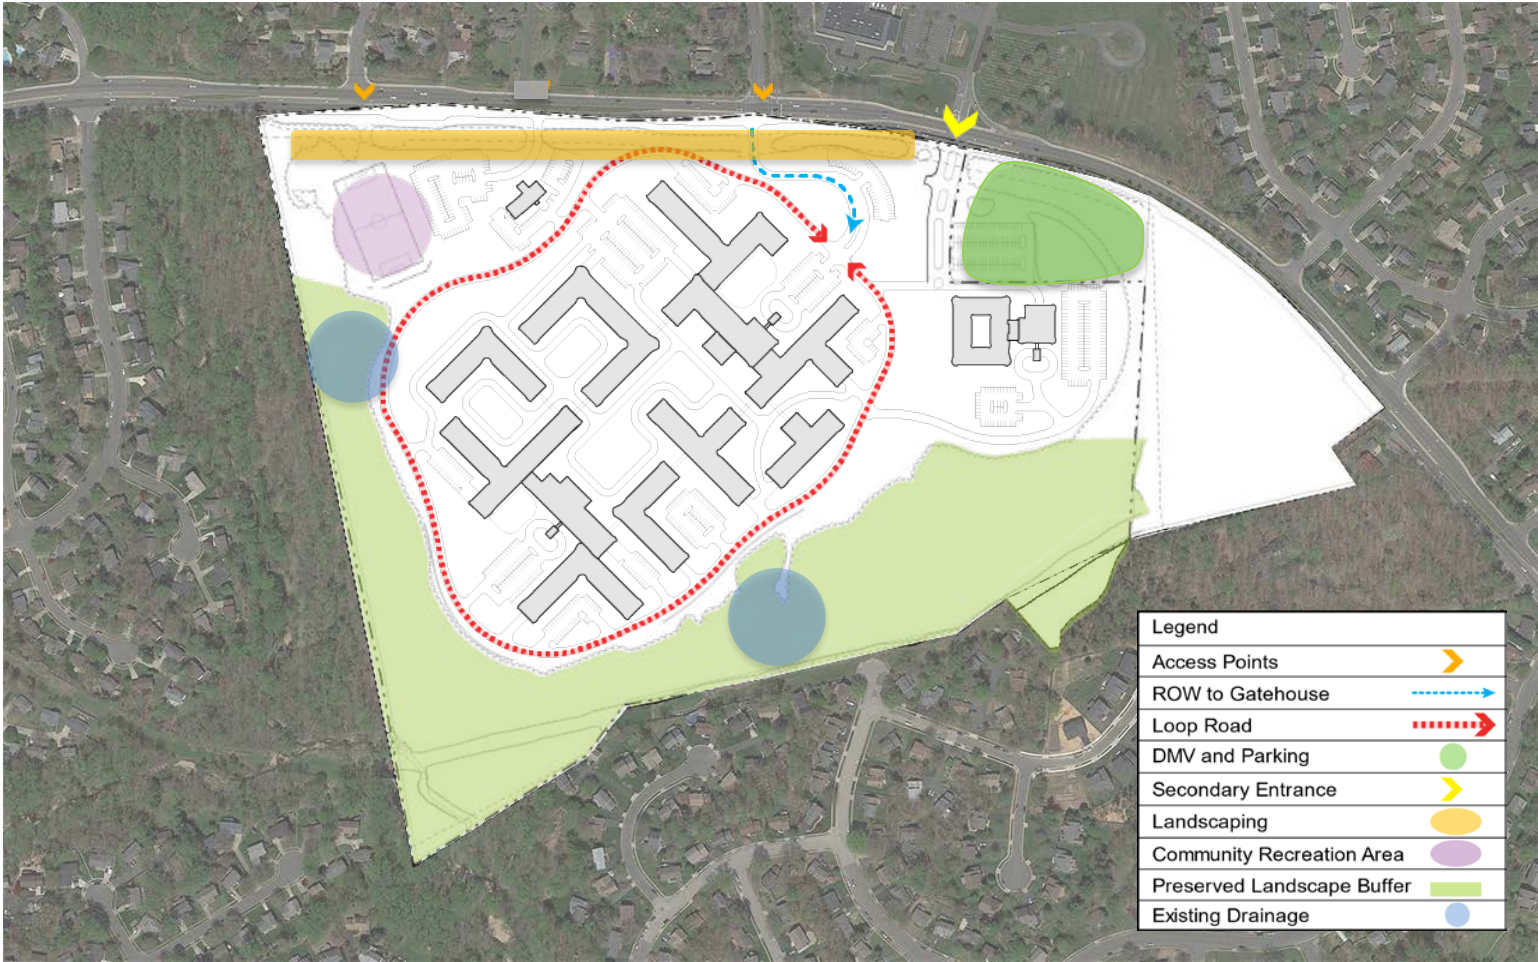 Legend
Access Points
ROW to Gatehouse
Loop Road
DMV and Parking
Secondary Entrance
Landscaping
Community Recreation Area
Preserved Landscape Buffer
Existing Drainage